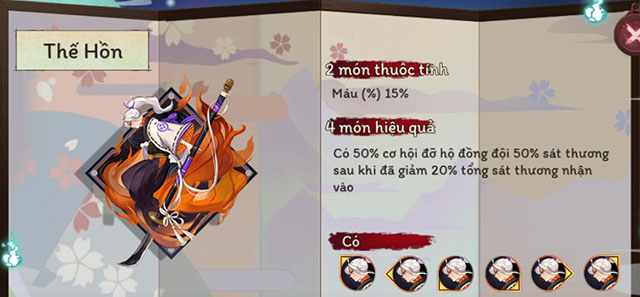 Thế Hồn
2 món thuộc tính
Máu (%) 15%
4 món hiệu quả
Có 50% cơ hội đỡ hộ đồng đội 50% sát thương
sau khi đã giảm 20% tổng sát thương nhận
vào
Có